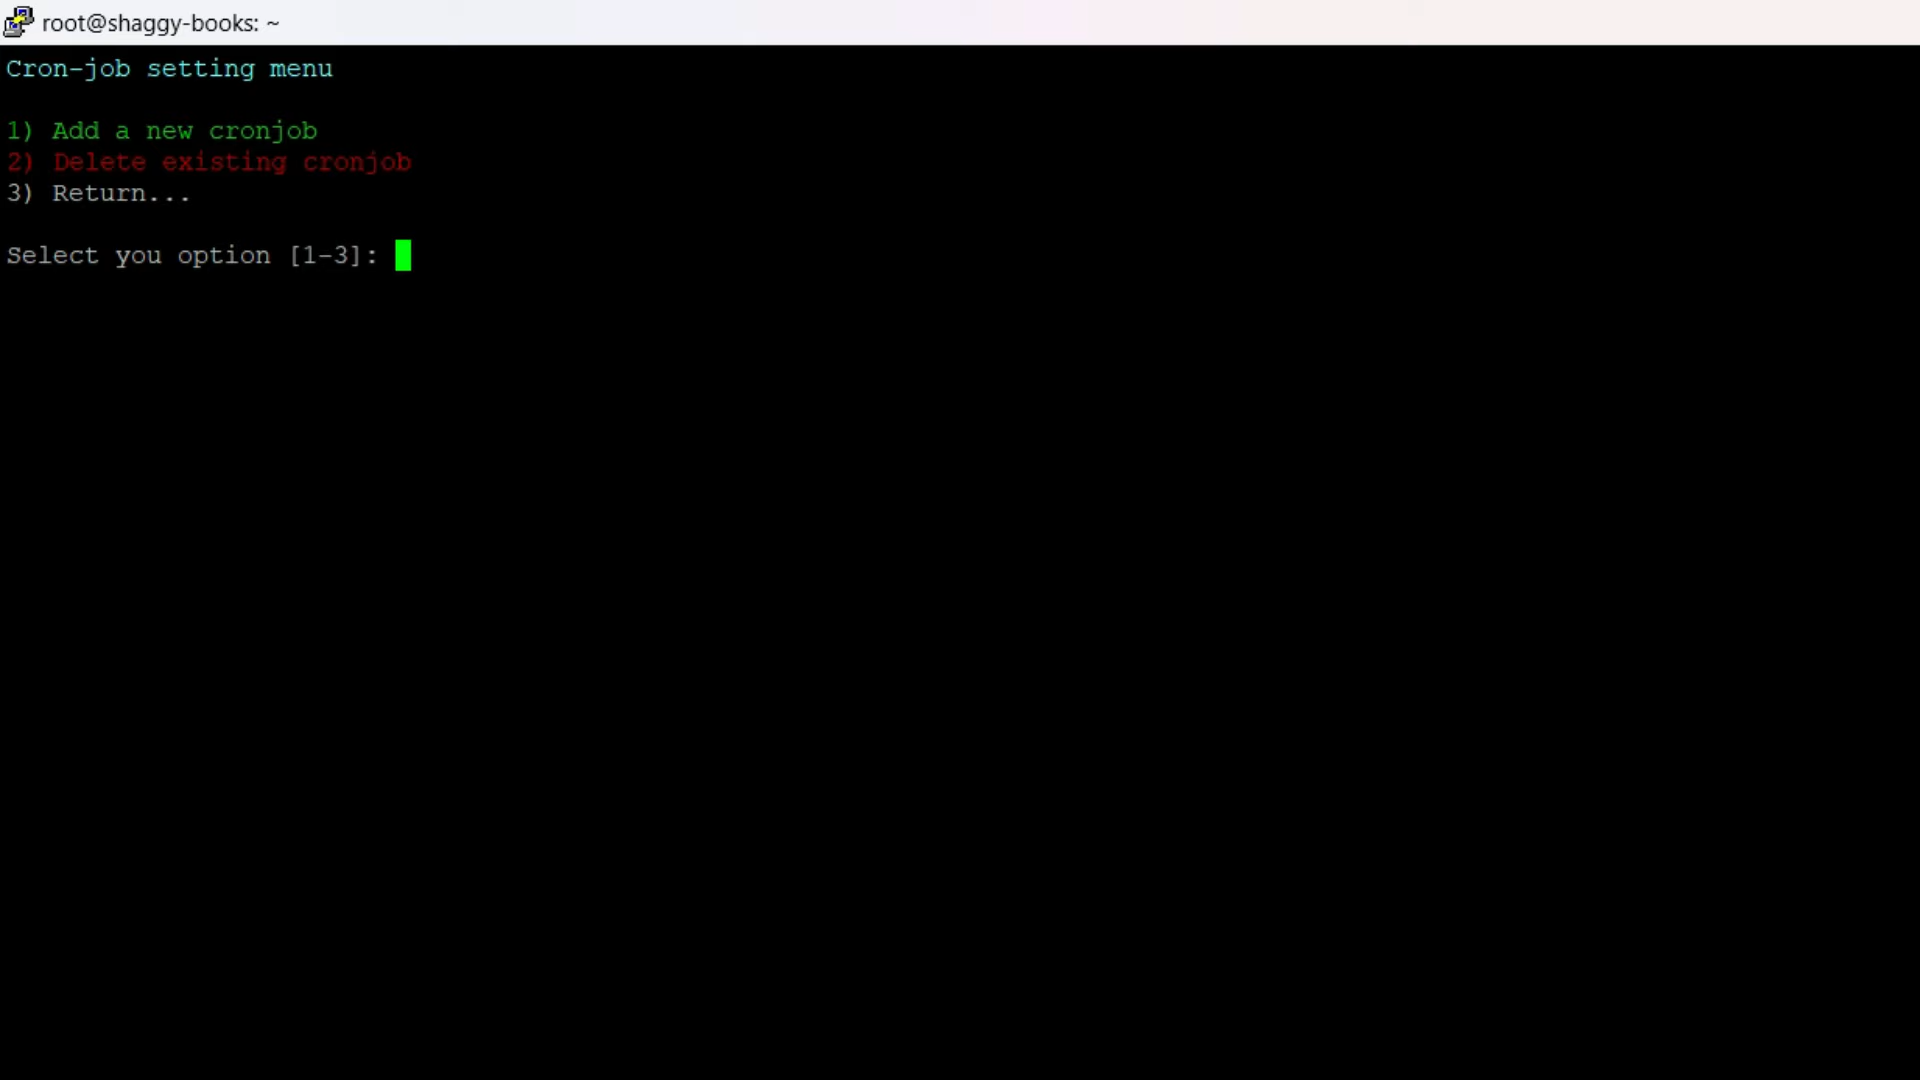 root@shaggy-books: ~
Cron-job setting menu
1) Add a new cronjob
2) Delete existing cronjob
3) Return...
Select you option [1-3]: